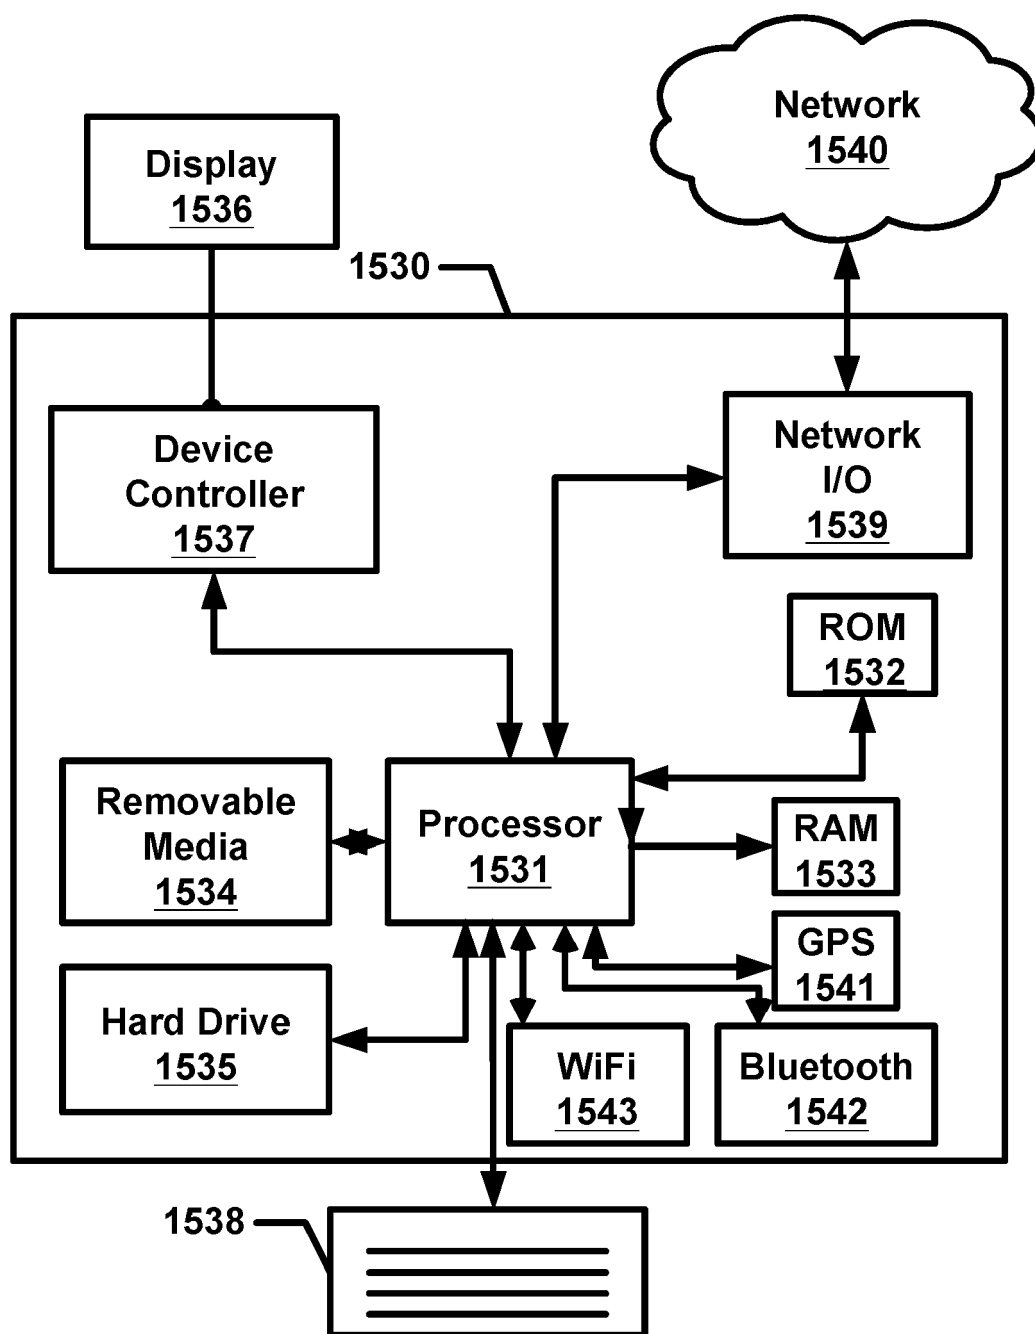 Network
1540
Display
1536
1530
Device
Controller
1537
Network
I/O
1539
ROM
1532
Removable
Media
1534
Processor
1531
RAM
1533
GPS
1541
Hard Drive
1535
WiFi
1543
Bluetooth
1542
1538